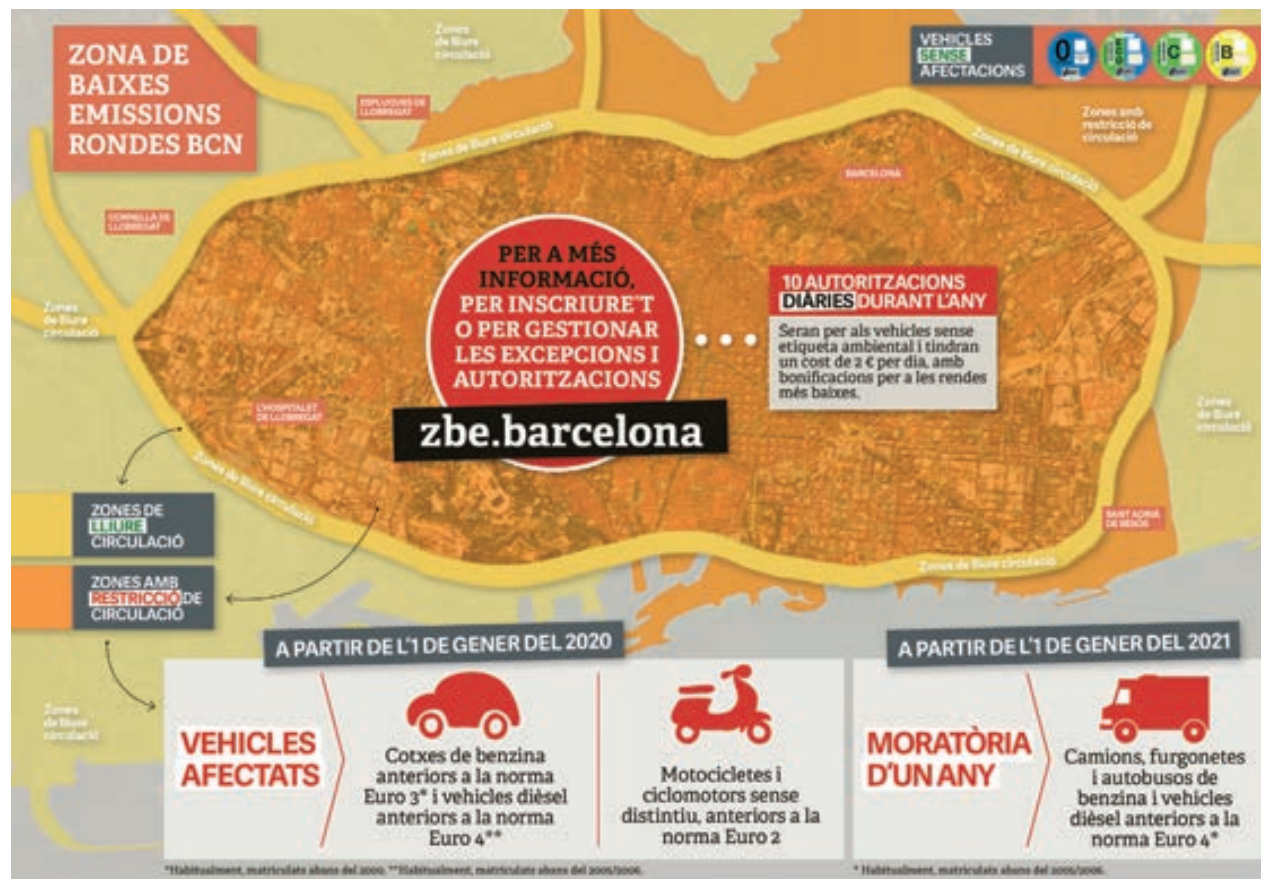 ZONA DE
BAIXES
EMISSIONS
RONDES BCN
Zones
de lliure
circulació
VEHICLES
SENSE
AFECTACIONS
0
C
B
ESPLUGUES DE
LLOBREGAT
Zones de lliure circulació
Zones amb
restricció de
circulació
Zones de lliure circulació
BARCELONA
CORNELLÀ DE
LLOBREGAT
Zones
de lliure
circulació
PER A MÉS
INFORMACIÓ,
PER INSCRIURE'T
O PER GESTIONAR
LES EXCEPCIONS I
AUTORITZACIONS
zbe.barcelona
10 AUTORITZACIONS
DIÀRIES DURANT L'ANY
Seran per als vehicles sense
etiqueta ambiental i tindran
un cost de 2 € per dia, amb
bonificacions per a les rendes
més baixes.
L'HOSPITALET
DE LLOBREGAT
Zones
de lliure
circulació
Zones de lliure circulació
ZONES DE
LLIURE
CIRCULACIÓ
SANT ADRIÀ
DE BESÒS
Zones de lliure circulació
ZONES AMB
RESTRICCIÓ DE
CIRCULACIÓ
Zones
de lliure
circulació
A PARTIR DE L'1 DE GENER DEL 2020
VEHICLES
AFECTATS
Cotxes de benzina
anteriors a la norma
Euro 3* i vehicles dièsel
anteriors a la norma
Euro 4**
Motocicletes i
ciclomotors sense
distintiu, anteriors a la
norma Euro 2
A PARTIR DE L'1 DE GENER DEL 2021
MORATÒRIA
D'UN ANY
Camions, furgonetes
i autobusos de
benzina i vehicles
dièsel anteriors a la
norma Euro 4*
*Habitualment, matriculats abans del 2000. **Habitualment, matriculats abans del 2005/2006.
* Habitualment, matriculats abans del 2005/2006.